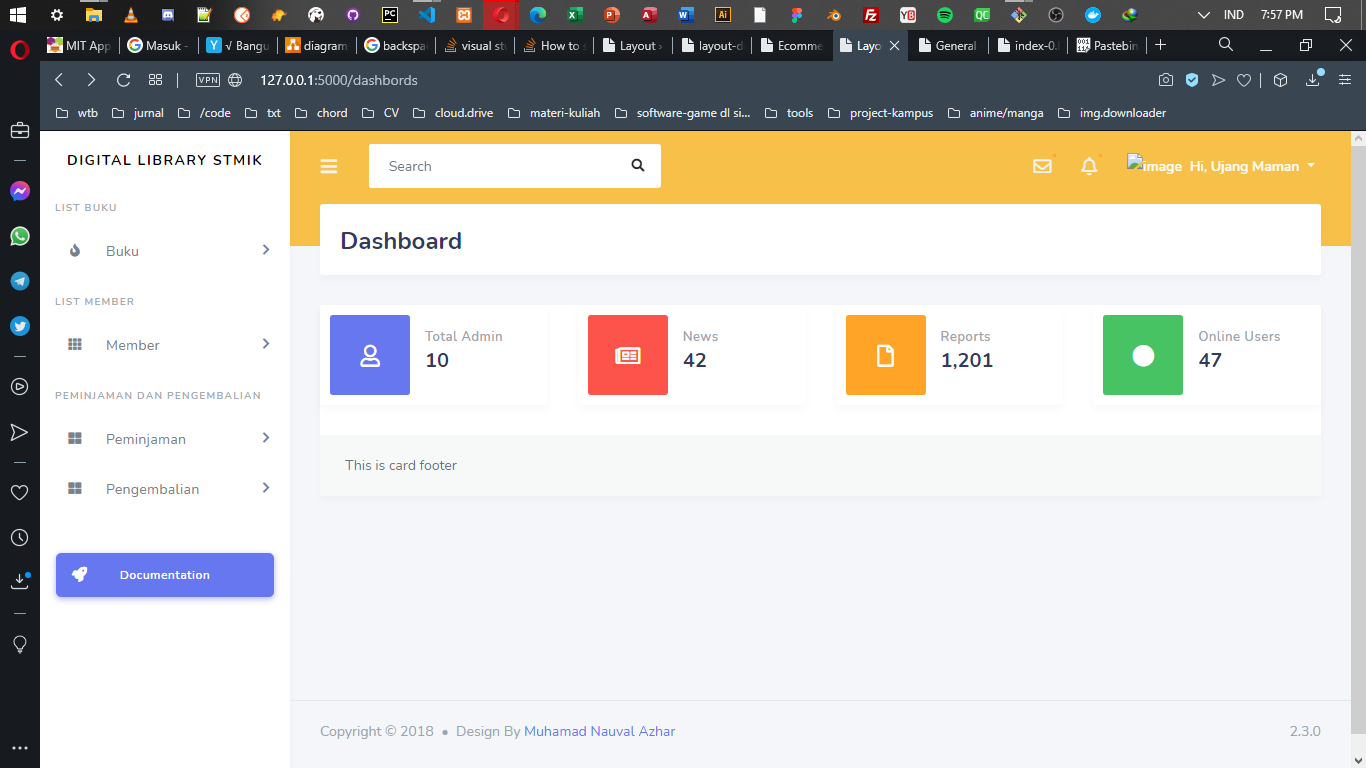 IND 7:57 PM
MIT App
Masuk -
√ Bangu
diagram
backspa
visual stu
How to s
Layout ›
layout-d
Ecomme
Layo
General
index-0.
Pastebin
VPN 127.0.0.1:5000/dashbords
wtb jurnal /code txt chord CV cloud.drive materi-kuliah software-game dl si... tools project-kampus anime/manga img.downloader
DIGITAL LIBRARY STMIK
LIST BUKU
Buku
LIST MEMBER
Member
PEMINJAMAN DAN PENGEMBALIAN
Peminjaman
Pengembalian
Documentation
Search
image Hi, Ujang Maman
Dashboard
Total Admin
10
News
42
Reports
1,201
Online Users
47
This is card footer
Copyright © 2018 • Design By Muhamad Nauval Azhar
2.3.0